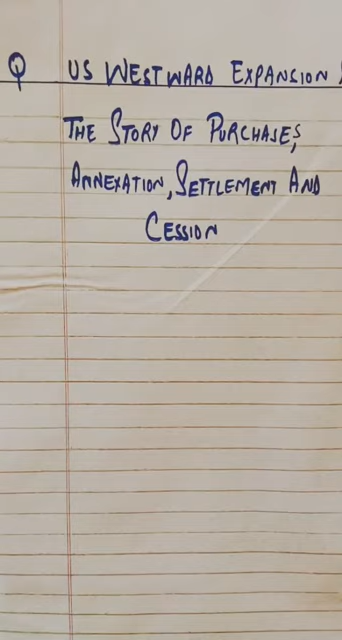 Q US WESTWARD EXPANSION
THE STORY OF PURCHASES,
ANNEXATION, SETTLEMENT AND
CESSION